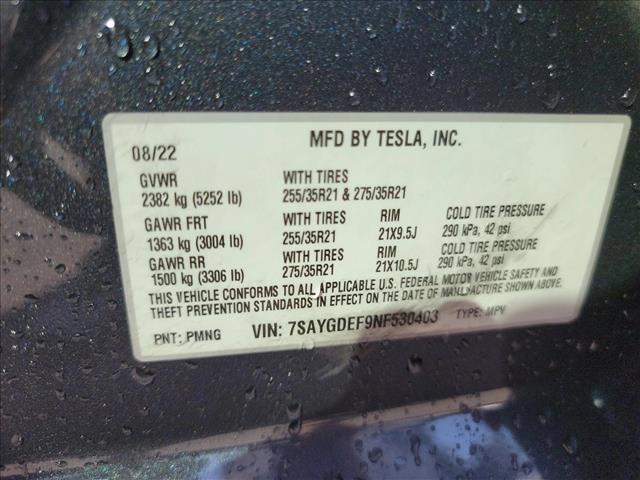 MFD BY TESLA, INC.
08/22
GVWR WITH TIRES
2382 kg (5252 lb) 255/35R21 & 275/35R21
GAWR FRT WITH TIRES RIM COLD TIRE PRESSURE
1363 kg (3004 lb) 255/35R21 21X9.5J 290 kPa, 42 psi
GAWR RR WITH TIRES RIM COLD TIRE PRESSURE
1500 kg (3306 lb) 275/35R21 21X10.5J 290 kPa, 42 psi
THIS VEHICLE CONFORMS TO ALL APPLICABLE U.S. FEDERAL MOTOR VEHICLE SAFETY AND
THEFT PREVENTION STANDARDS IN EFFECT ON THE DATE OF MANUFACTURE SHOWN ABOVE.
PNT: PMNG VIN: 7SAYGDEF9NF530403 TYPE: MPV